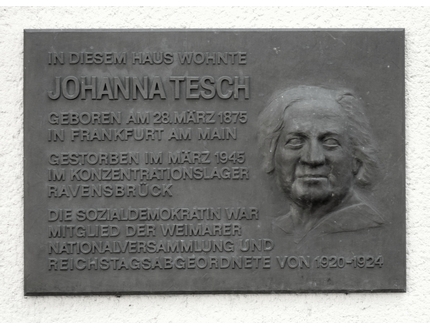 IN DIESEM HAUS WOHNTE
JOHANNA TESCH
GEBOREN AM 28. MÄRZ 1875
IN FRANKFURT AM MAIN
GESTORBEN IM MÄRZ 1945
IM KONZENTRATIONSLAGER
RAVENSBRÜCK
DIE SOZIALDEMOKRATIN WAR
MITGLIED DER WEIMARER
NATIONALVERSAMMLUNG UND
REICHSTAGSABGEORDNETE VON 1920-1924